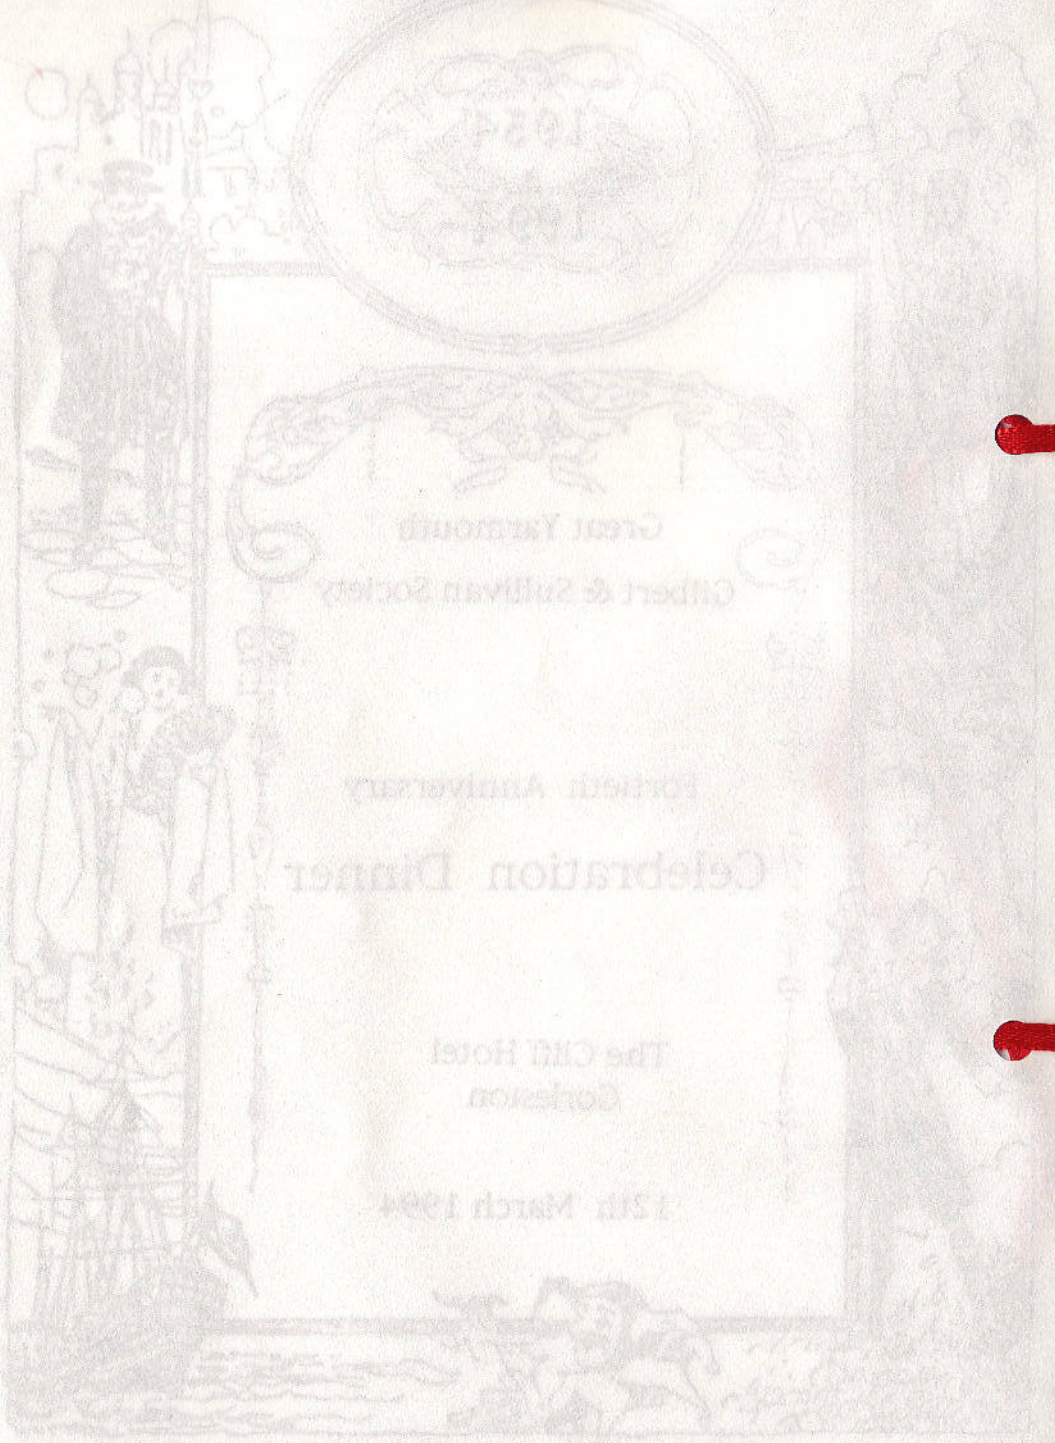 1954
1994
Great Yarmouth
Gilbert & Sullivan Society
Fortieth Anniversary
Celebration Dinner
The Cliff Hotel
Gorleston
12th March 1994